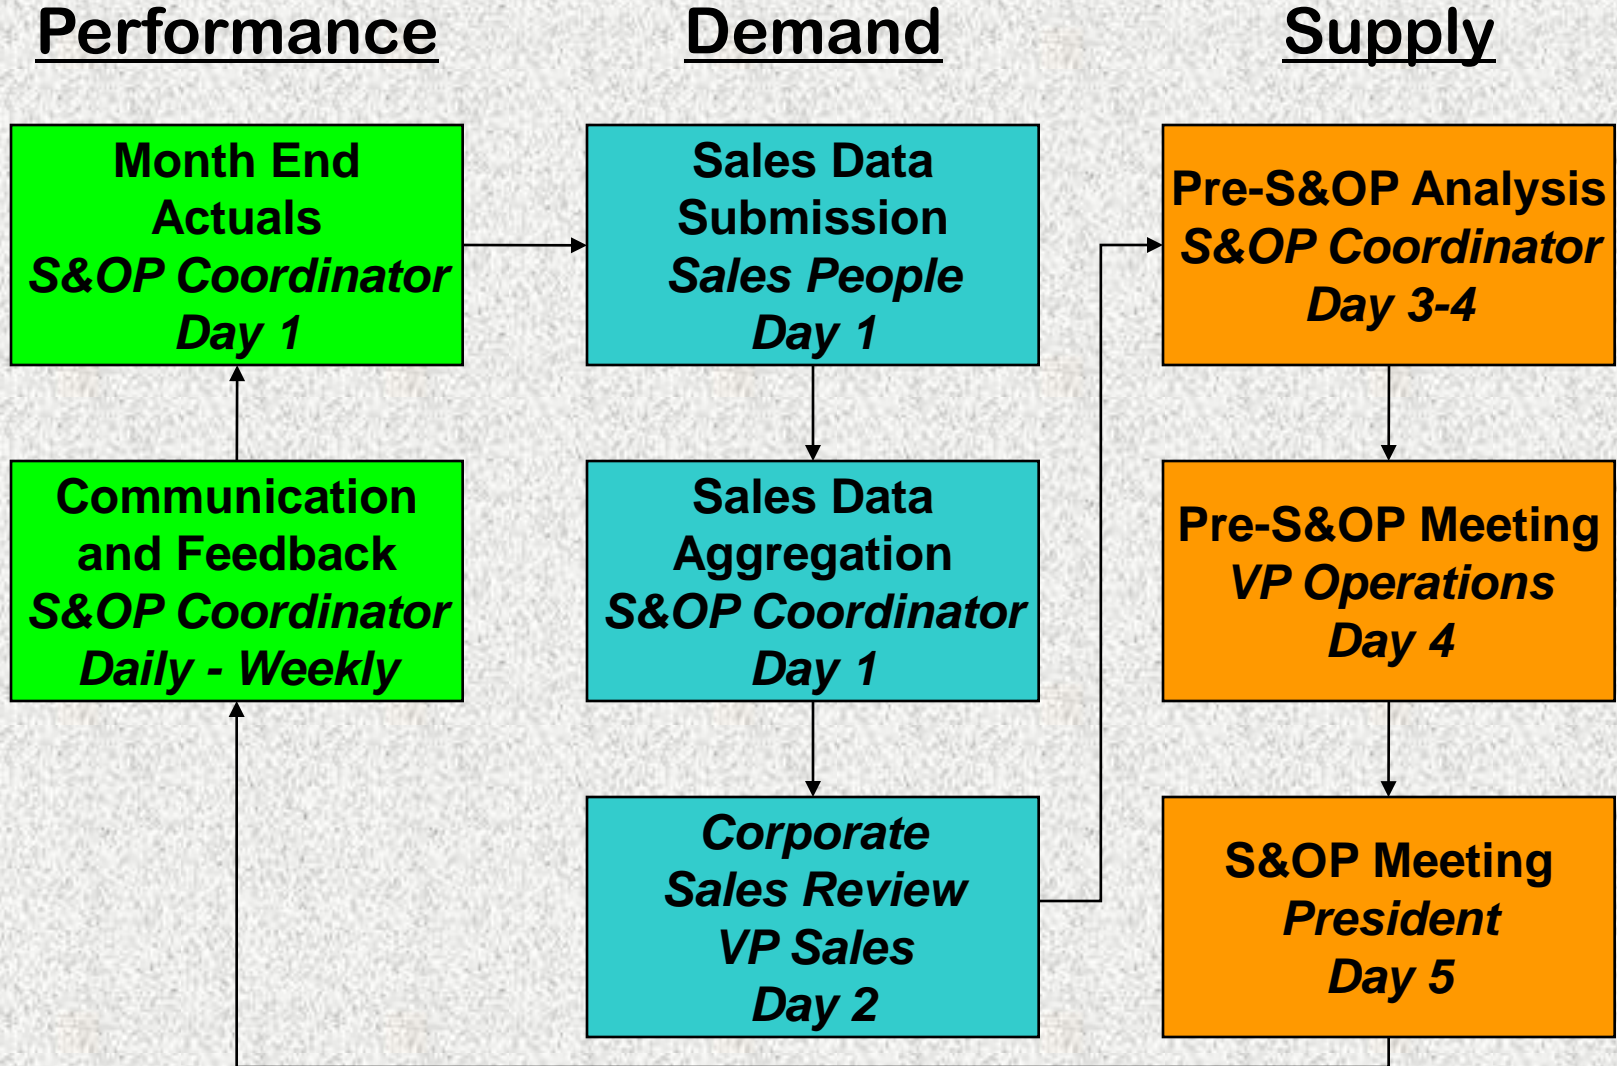 Performance
Demand
Supply
Month End
Actuals
S&OP Coordinator
Day 1
Communication
and Feedback
S&OP Coordinator
Daily - Weekly
Sales Data
Submission
Sales People
Day 1
Sales Data
Aggregation
S&OP Coordinator
Day 1
Corporate
Sales Review
VP Sales
Day 2
Pre-S&OP Analysis
S&OP Coordinator
Day 3-4
Pre-S&OP Meeting
VP Operations
Day 4
S&OP Meeting
President
Day 5